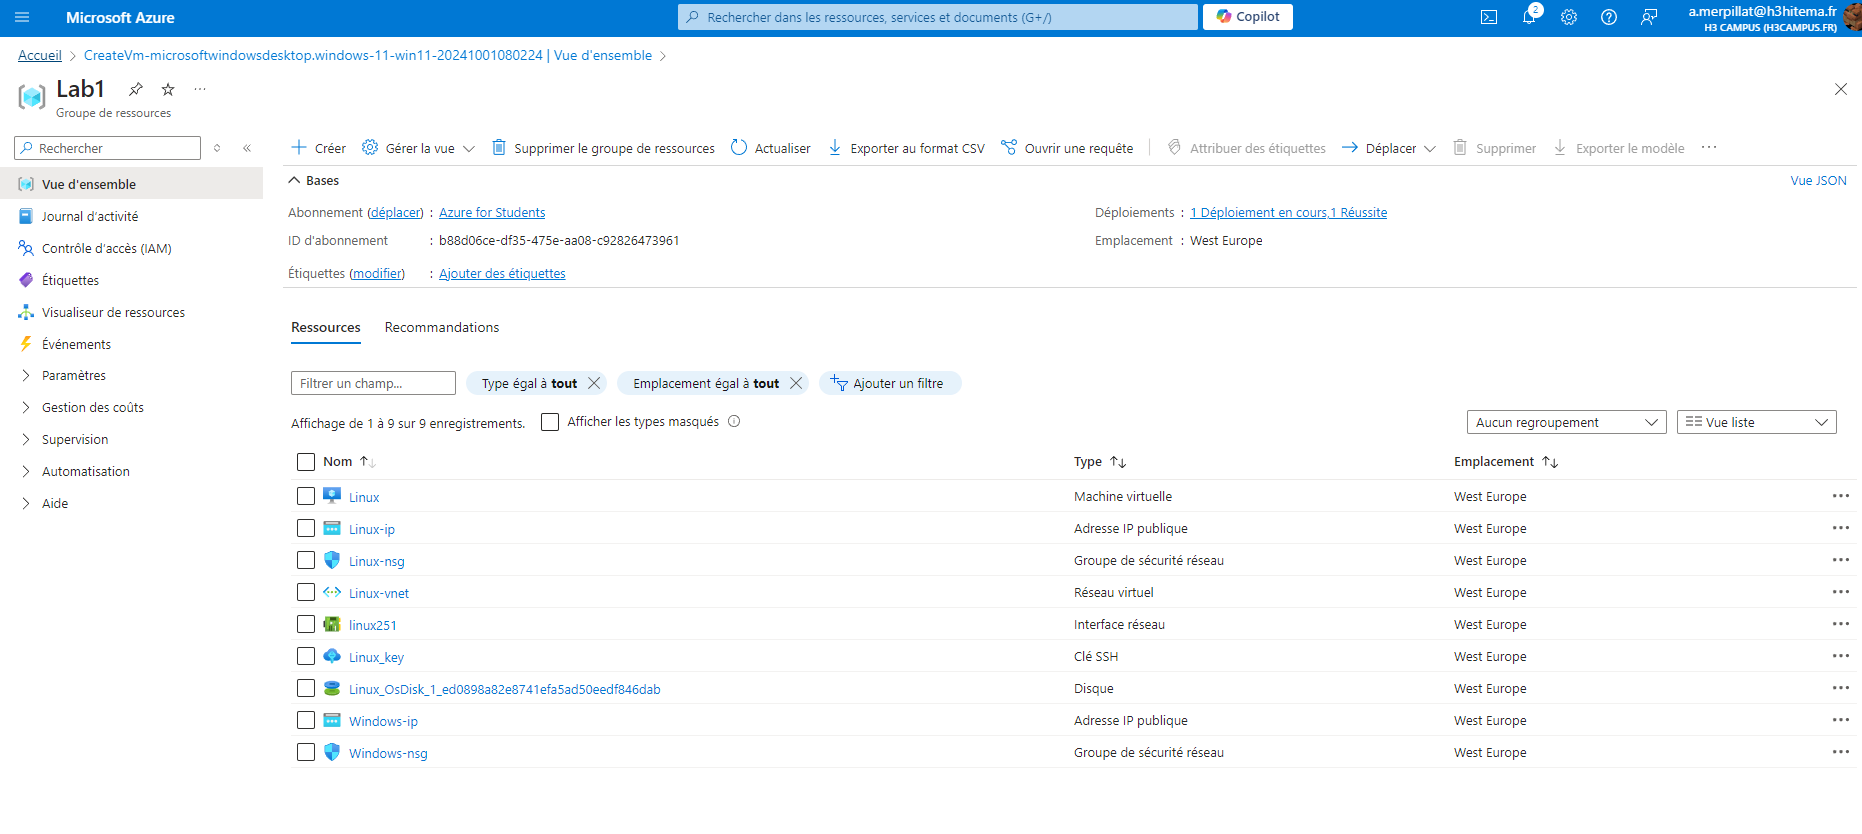 Microsoft Azure
Rechercher dans les ressources, services et documents (G+/)
Copilot
2
a.merpillat@h3hitema.fr
H3 CAMPUS (H3CAMPUS.FR)
Accueil > CreateVm-microsoftwindowsdesktop.windows-11-win11-20241001080224 | Vue d'ensemble >
Lab1
Groupe de ressources
Rechercher
Créer
Gérer la vue
Supprimer le groupe de ressources
Actualiser
Exporter au format CSV
Ouvrir une requête
Attribuer des étiquettes
Déplacer
Supprimer
Exporter le modèle
Vue d'ensemble
Journal d'activité
Contrôle d'accès (IAM)
Étiquettes
Visualiseur de ressources
Événements
Paramètres
Gestion des coûts
Supervision
Automatisation
Aide
Bases
Vue JSON
Abonnement (déplacer) : Azure for Students
Déploiements : 1 Déploiement en cours,1 Réussite
ID d'abonnement : b88d06ce-df35-475e-aa08-c92826473961
Emplacement : West Europe
Étiquettes (modifier) : Ajouter des étiquettes
Ressources Recommandations
Filtrer un champ...
Type égal à tout
Emplacement égal à tout
Ajouter un filtre
Affichage de 1 à 9 sur 9 enregistrements.
Afficher les types masqués
Aucun regroupement
Vue liste
Nom Type Emplacement
Linux Machine virtuelle West Europe
Linux-ip Adresse IP publique West Europe
Linux-nsg Groupe de sécurité réseau West Europe
Linux-vnet Réseau virtuel West Europe
linux251 Interface réseau West Europe
Linux_key Clé SSH West Europe
Linux_OsDisk_1_ed0898a82e8741efa5ad50eedf846dab Disque West Europe
Windows-ip Adresse IP publique West Europe
Windows-nsg Groupe de sécurité réseau West Europe